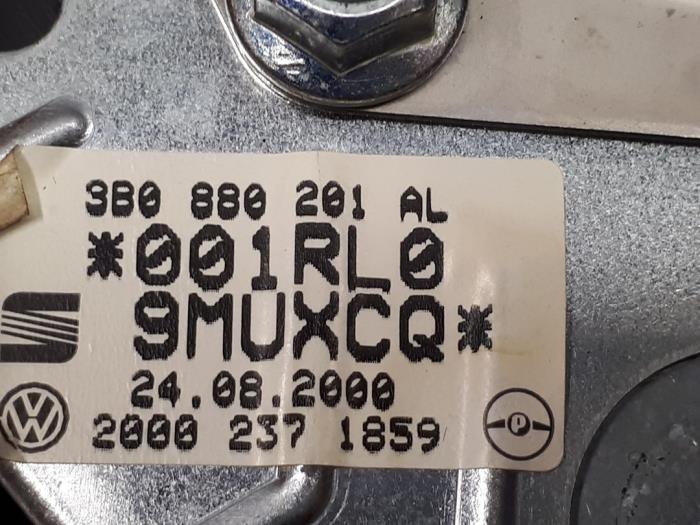 3B0 880 201 AL
*001RL0
9MUXCQ*
24.08.2000
2000 237 1859
P